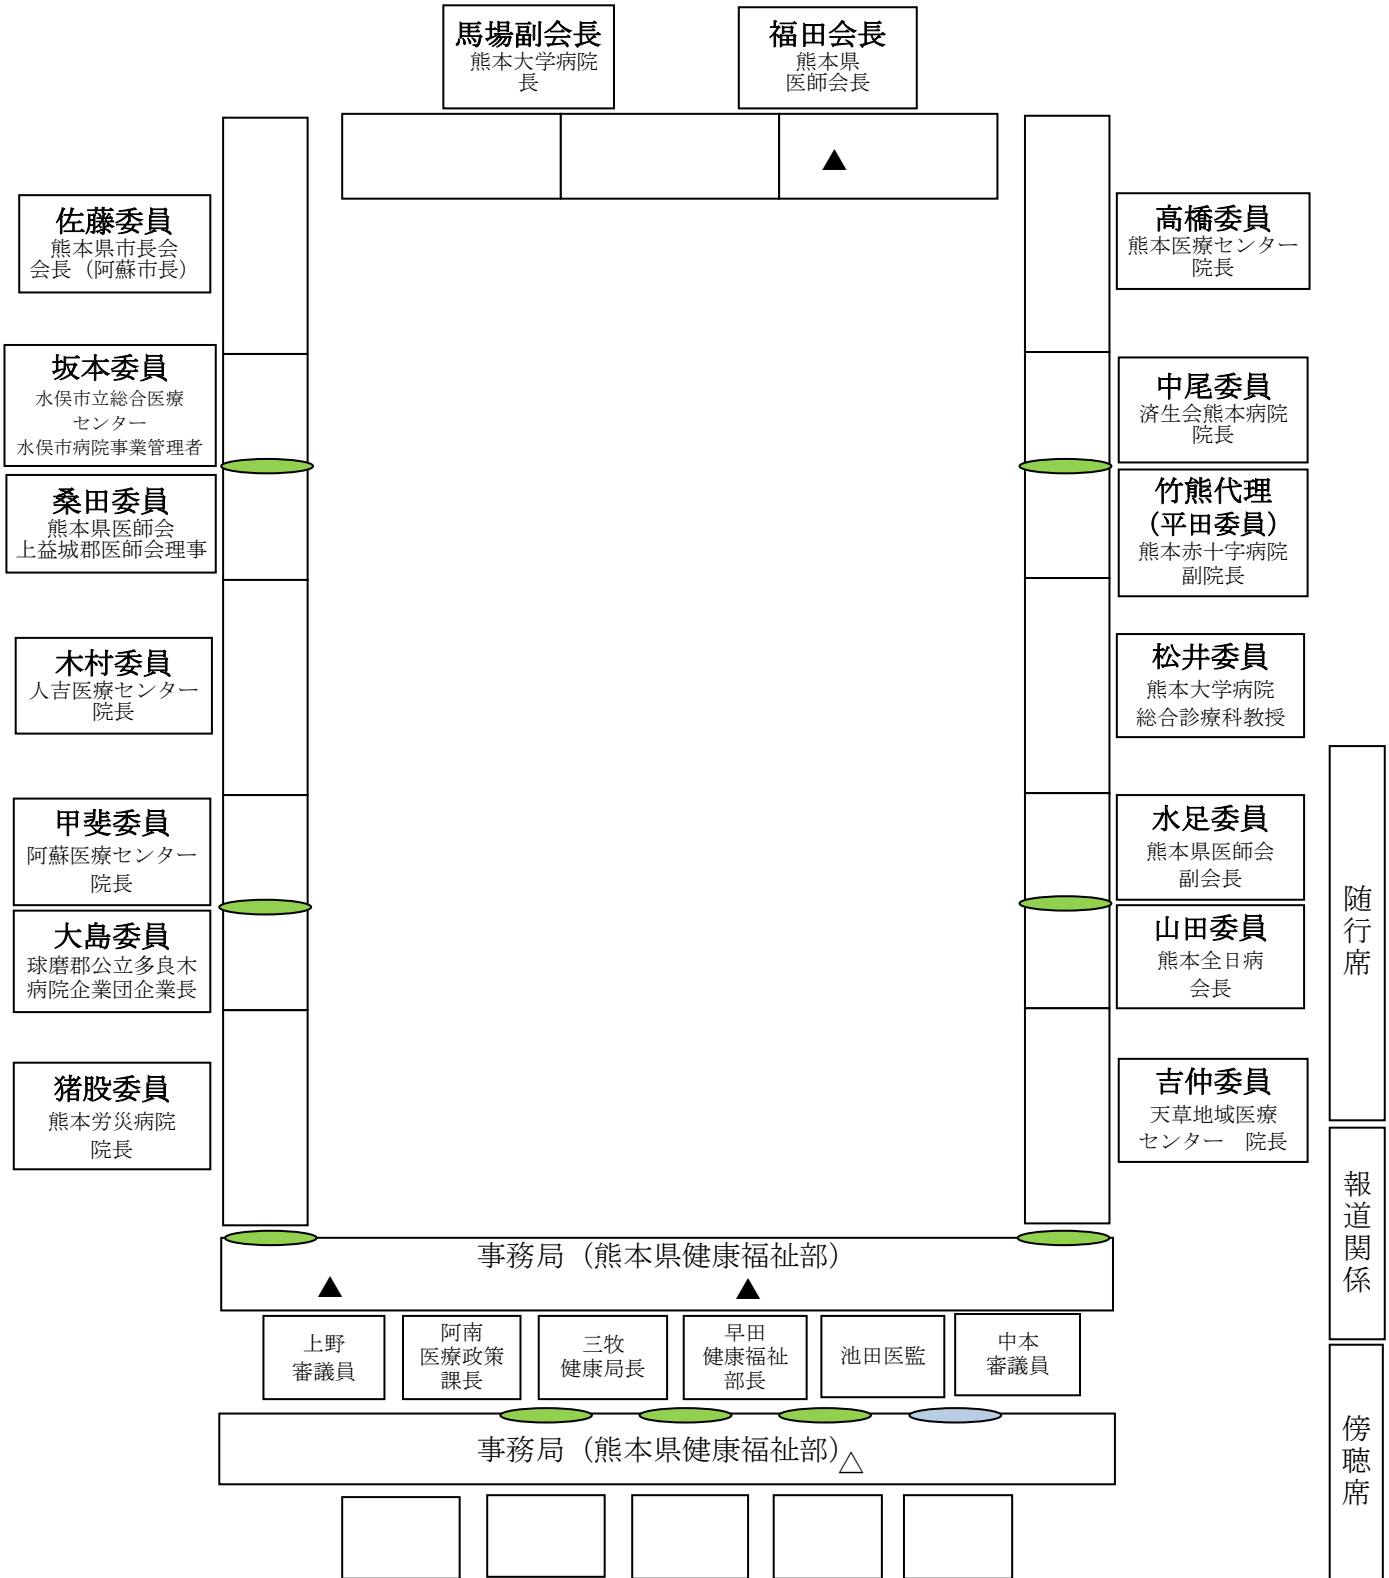 馬場副会長
熊本大学病院
長
福田会長
熊本県
医師会長
▲
佐藤委員
熊本県市長会
会長（阿蘇市長）
坂本委員
水俣市立総合医療
センター
水俣市病院事業管理者
桑田委員
熊本県医師会
上益城郡医師会理事
木村委員
人吉医療センター
院長
甲斐委員
阿蘇医療センター
院長
大島委員
球磨郡公立多良木
病院企業団企業長
猪股委員
熊本労災病院
院長
高橋委員
熊本医療センター
院長
中尾委員
済生会熊本病院
院長
竹熊代理
（平田委員）
熊本赤十字病院
副院長
松井委員
熊本大学病院
総合診療科教授
水足委員
熊本県医師会
副会長
山田委員
熊本全日病
会長
吉仲委員
天草地域医療
センター　院長
随行席
報道関係
傍聴席
事務局（熊本県健康福祉部）
▲ ▲
上野
審議員
阿南
医療政策
課長
三牧
健康局長
早田
健康福祉
部長
池田医監
中本
審議員
事務局（熊本県健康福祉部）△